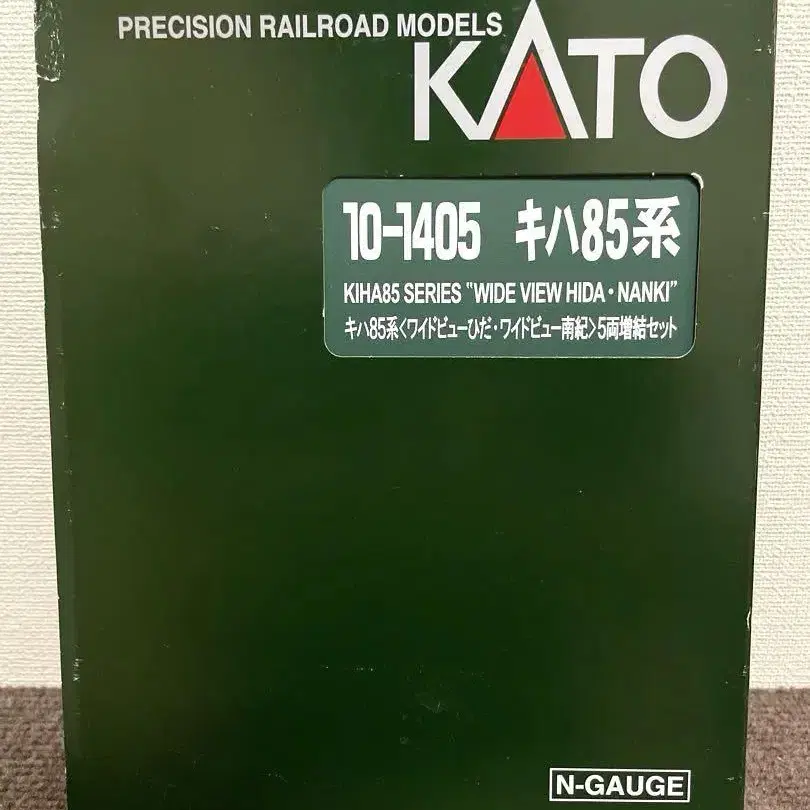 PRECISION RAILROAD MODELS
KATO
10-1405 キハ85系
KIHA85 SERIES "WIDE VIEW HIDA・NANKI"
キハ85系〈ワイドビューひだ・ワイドビュー南紀〉5両増結セット
N-GAUGE